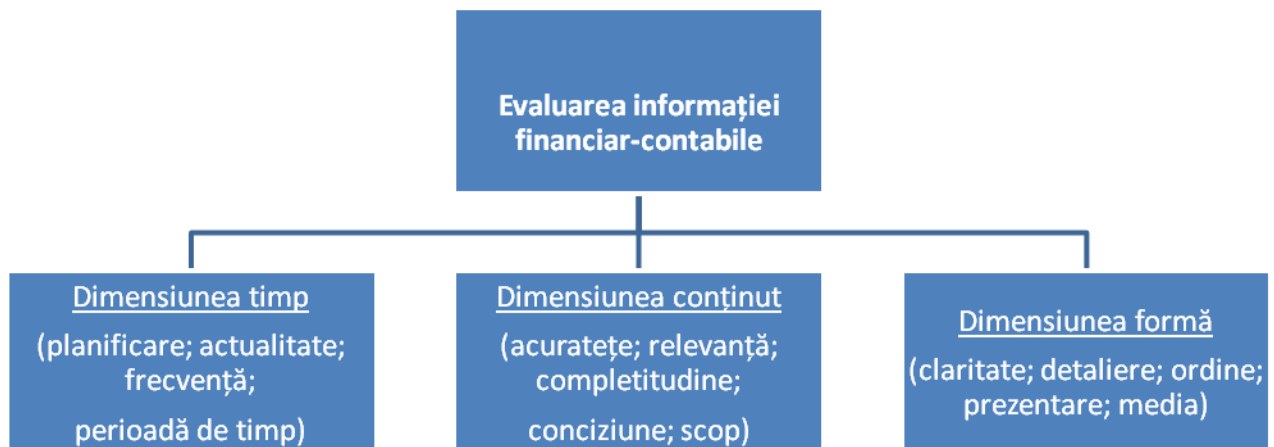 Evaluarea informației
financiar-contabile
Dimensiunea timp
(planificare; actualitate;
frecvență;
perioadă de timp)
Dimensiunea conținut
(acuratețe; relevanță;
completitudine;
conciziune; scop)
Dimensiunea formă
(claritate; detaliere; ordine;
prezentare; media)